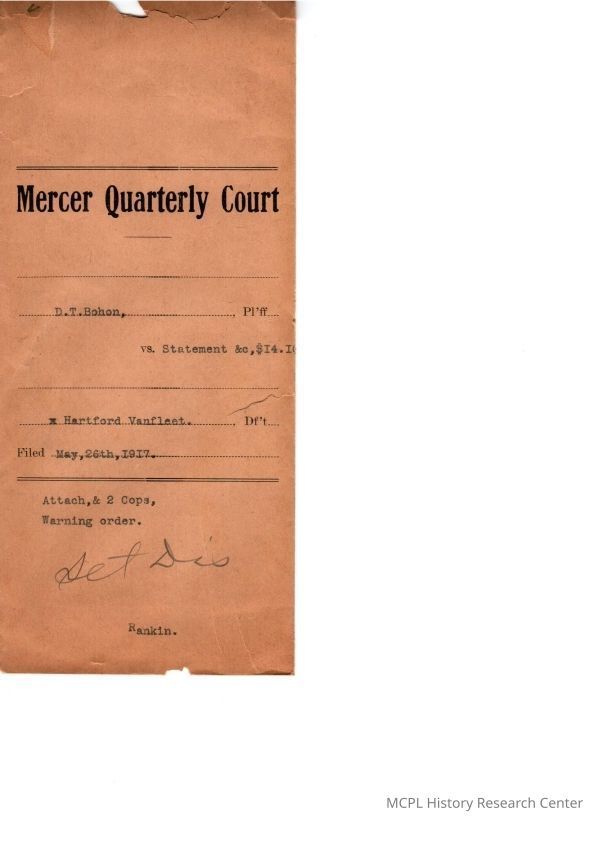 Mercer Quarterly Court
D.T.Bohon, Pl'ff
vs. Statement &c,$14.10
x Hartford Vanfleet. Df't
Filed May,26th,1917.
Attach,& 2 Cops,
Warning order.
Set Dis
Rankin.
MCPL History Research Center